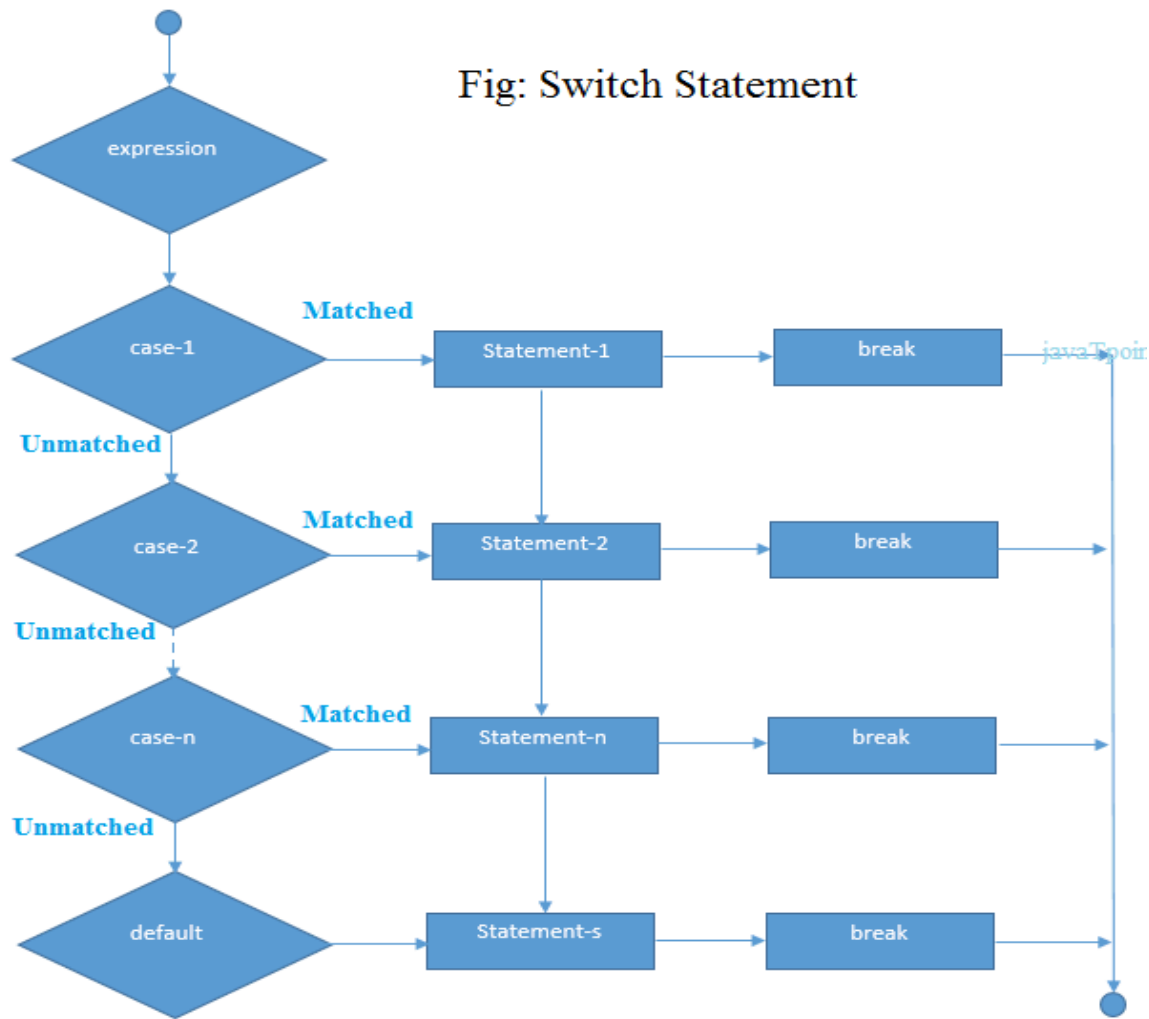 Fig: Switch Statement
expression
Matched
case-1
Statement-1
break
javaTpoin
Unmatched
Matched
case-2
Statement-2
break
Unmatched
Matched
case-n
Statement-n
break
Unmatched
default
Statement-s
break